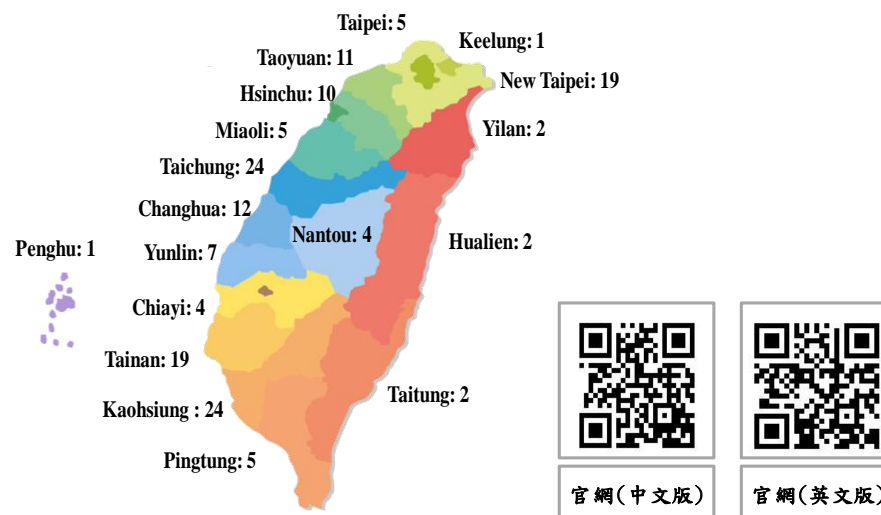 Taipei: 5
Keelung: 1
Taoyuan: 11
New Taipei: 19
Hsinchu: 10
Yilan: 2
Miaoli: 5
Taichung: 24
Changhua: 12
Nantou: 4
Hualien: 2
Penghu: 1
Yunlin: 7
Chiayi: 4
Tainan: 19
Taitung: 2
Kaohsiung : 24
Pingtung: 5
官網(中文版)
官網(英文版)